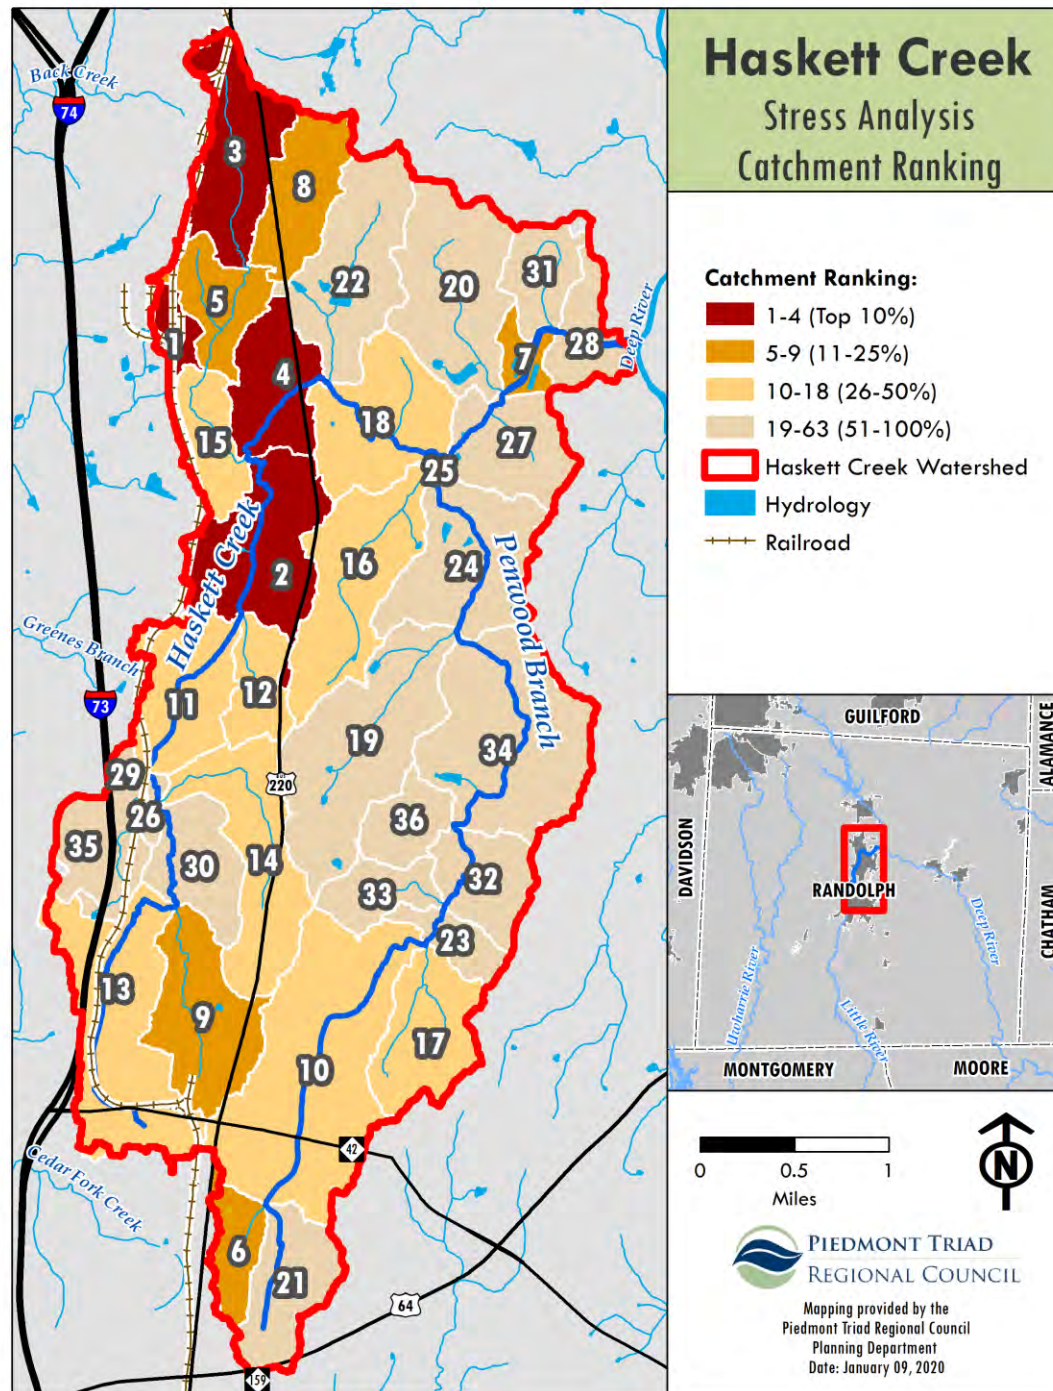 Haskett Creek
Stress Analysis
Catchment Ranking
Catchment Ranking:
1-4 (Top 10%)
5-9 (11-25%)
10-18 (26-50%)
19-63 (51-100%)
Haskett Creek Watershed
Hydrology
Railroad
Back Creek
74
3
8
22
20
31
5
1
4
7
28
Deep River
15
18
27
25
Haskett Creek
2
16
24
Penwood Branch
Greenes Branch
11
12
73
19
34
29
220
26
36
35
30
14
32
33
23
13
9
17
10
42
Cedar Fork Creek
6
21
64
159
GUILFORD
ALAMANCE
DAVIDSON
RANDOLPH
CHATHAM
Deep River
Uwharrie River
Little River
MONTGOMERY
MOORE
0
0.5
1
Miles
N
PIEDMONT TRIAD
REGIONAL COUNCIL
Mapping provided by the
Piedmont Triad Regional Council
Planning Department
Date: January 09, 2020